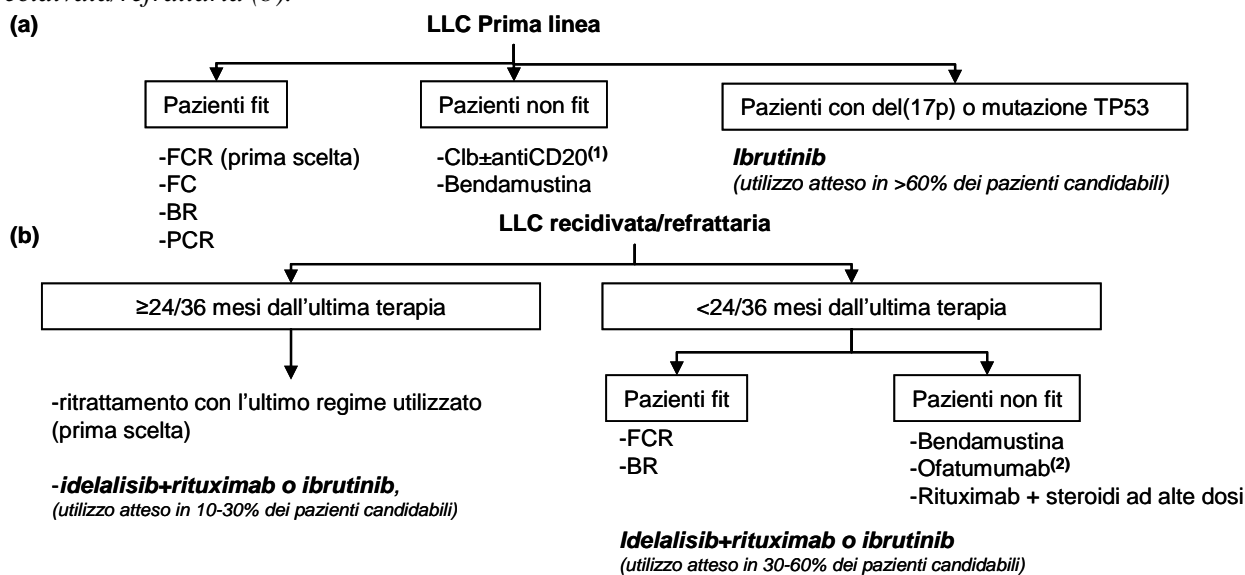 (a)
LLC Prima linea
Pazienti fit
Pazienti non fit
Pazienti con del(17p) o mutazione TP53
-FCR (prima scelta)
-FC
-BR
-PCR
-Clb±antiCD20(1)
-Bendamustina
Ibrutinib
(utilizzo atteso in >60% dei pazienti candidabili)
(b)
LLC recidivata/refrattaria
≥24/36 mesi dall’ultima terapia
<24/36 mesi dall’ultima terapia
-ritrattamento con l’ultimo regime utilizzato
(prima scelta)
-idelalisib+rituximab o ibrutinib,
(utilizzo atteso in 10-30% dei pazienti candidabili)
Pazienti fit
Pazienti non fit
-FCR
-BR
-Bendamustina
-Ofatumumab(2)
-Rituximab + steroidi ad alte dosi
Idelalisib+rituximab o ibrutinib
(utilizzo atteso in 30-60% dei pazienti candidabili)